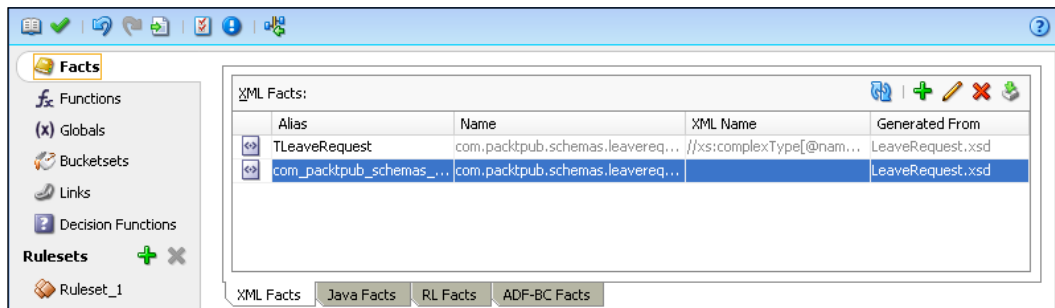 Facts
Functions
Globals
Bucketsets
Links
Decision Functions
Rulesets
Ruleset_1
XML Facts:
Alias Name XML Name Generated From
TLeaveRequest com.packtpub.schemas.leavereq... //xs:complexType[@nam... LeaveRequest.xsd
com_packtpub_schemas_... com.packtpub.schemas.leavereq... LeaveRequest.xsd
XML Facts Java Facts RL Facts ADF-BC Facts